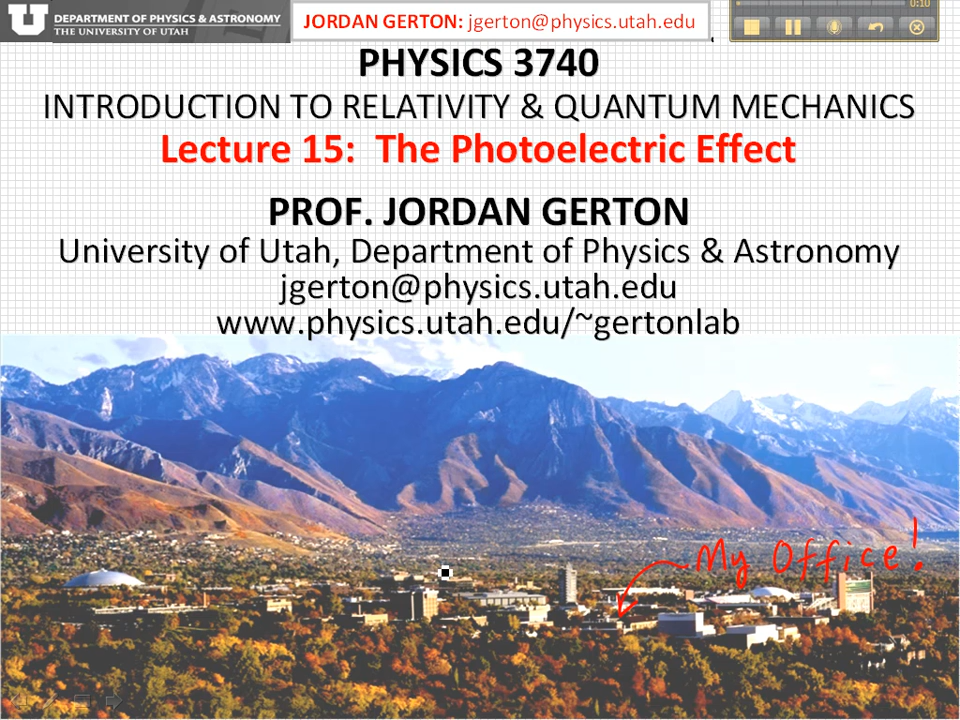 DEPARTMENT OF PHYSICS & ASTRONOMY
THE UNIVERSITY OF UTAH
JORDAN GERTON: jgerton@physics.utah.edu
0:10
PHYSICS 3740
INTRODUCTION TO RELATIVITY & QUANTUM MECHANICS
Lecture 15: The Photoelectric Effect
PROF. JORDAN GERTON
University of Utah, Department of Physics & Astronomy
jgerton@physics.utah.edu
www.physics.utah.edu/~gertonlab
My Office!